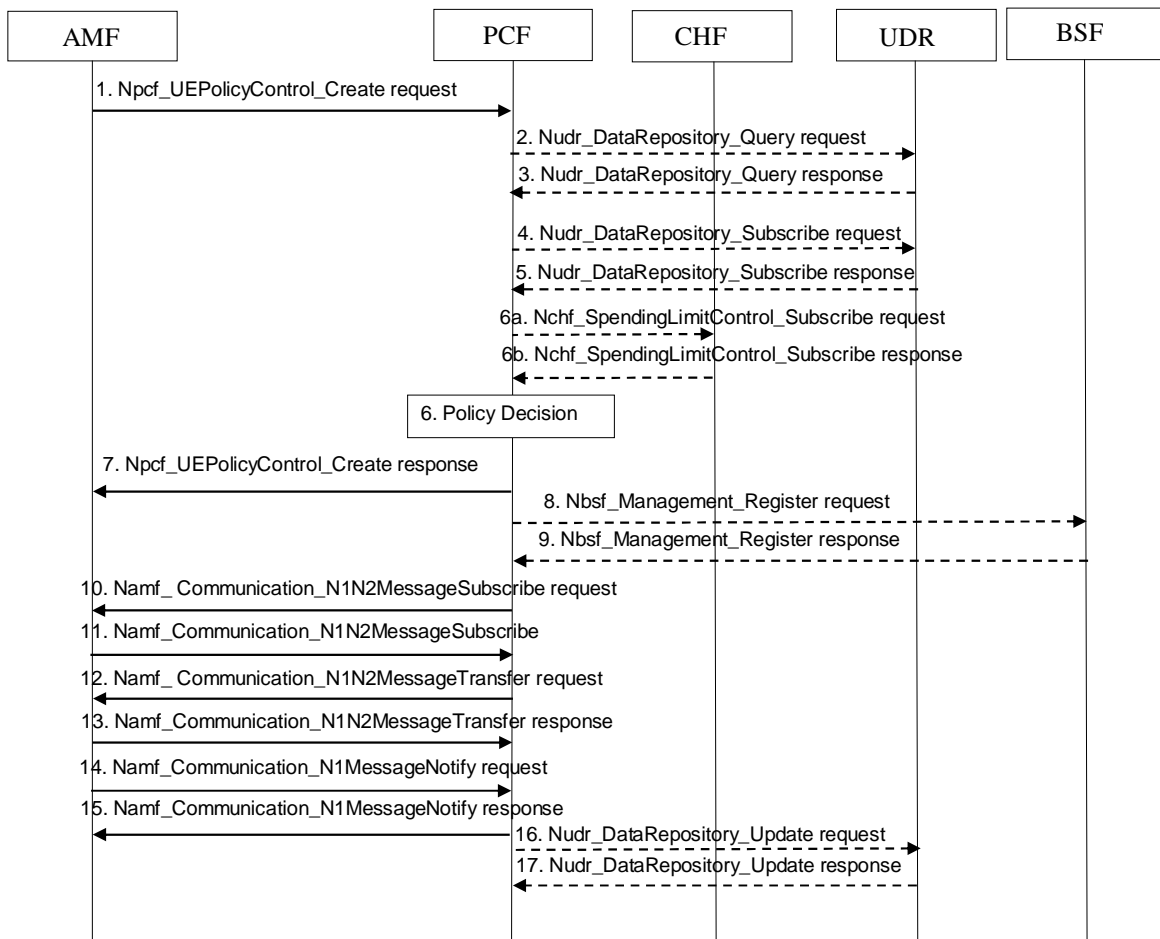 AMF
PCF
CHF
UDR
BSF
1. Npcf_UEPolicyControl_Create request
2. Nudr_DataRepository_Query request
3. Nudr_DataRepository_Query response
4. Nudr_DataRepository_Subscribe request
5. Nudr_DataRepository_Subscribe response
6a. Nchf_SpendingLimitControl_Subscribe request
6b. Nchf_SpendingLimitControl_Subscribe response
6. Policy Decision
7. Npcf_UEPolicyControl_Create response
8. Nbsf_Management_Register request
9. Nbsf_Management_Register response
10. Namf_ Communication_N1N2MessageSubscribe request
11. Namf_Communication_N1N2MessageSubscribe
12. Namf_ Communication_N1N2MessageTransfer request
13. Namf_Communication_N1N2MessageTransfer response
14. Namf_Communication_N1MessageNotify request
15. Namf_Communication_N1MessageNotify response
16. Nudr_DataRepository_Update request
17. Nudr_DataRepository_Update response